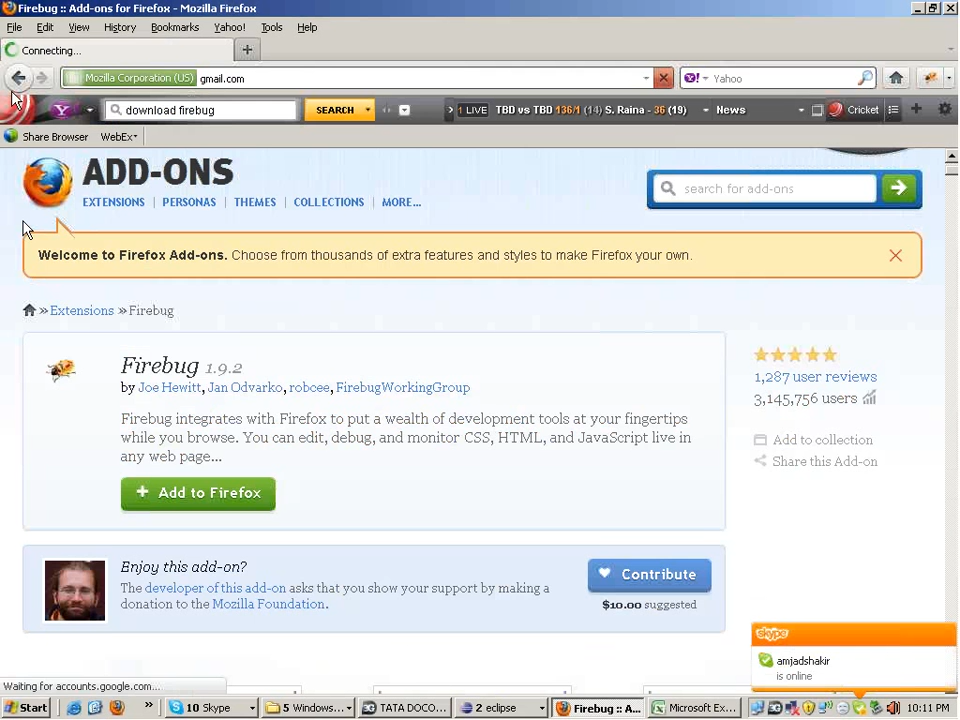 Firebug :: Add-ons for Firefox - Mozilla Firefox
File Edit View History Bookmarks Yahoo! Tools Help
Connecting...
Mozilla Corporation (US) gmail.com Yahoo
download firebug SEARCH LIVE TBD vs TBD 136/1 (14) S. Raina - 36 (19) News Cricket
Share Browser WebEx
ADD-ONS
EXTENSIONS PERSONAS THEMES COLLECTIONS MORE...
search for add-ons
Welcome to Firefox Add-ons. Choose from thousands of extra features and styles to make Firefox your own.
» Extensions » Firebug
Firebug 1.9.2
by Joe Hewitt, Jan Odvarko, robcee, FirebugWorkingGroup
Firebug integrates with Firefox to put a wealth of development tools at your fingertips
while you browse. You can edit, debug, and monitor CSS, HTML, and JavaScript live in
any web page...
+ Add to Firefox
1,287 user reviews
3,145,756 users
Add to collection
Share this Add-on
Enjoy this add-on?
The developer of this add-on asks that you show your support by making a
donation to the Mozilla Foundation.
Contribute
$10.00 suggested
skype
amjadshakir
is online
Waiting for accounts.google.com...
Start » 10 Skype 5 Windows... TATA DOCO... 2 eclipse Firebug :: A... Microsoft Ex... 10:11 PM